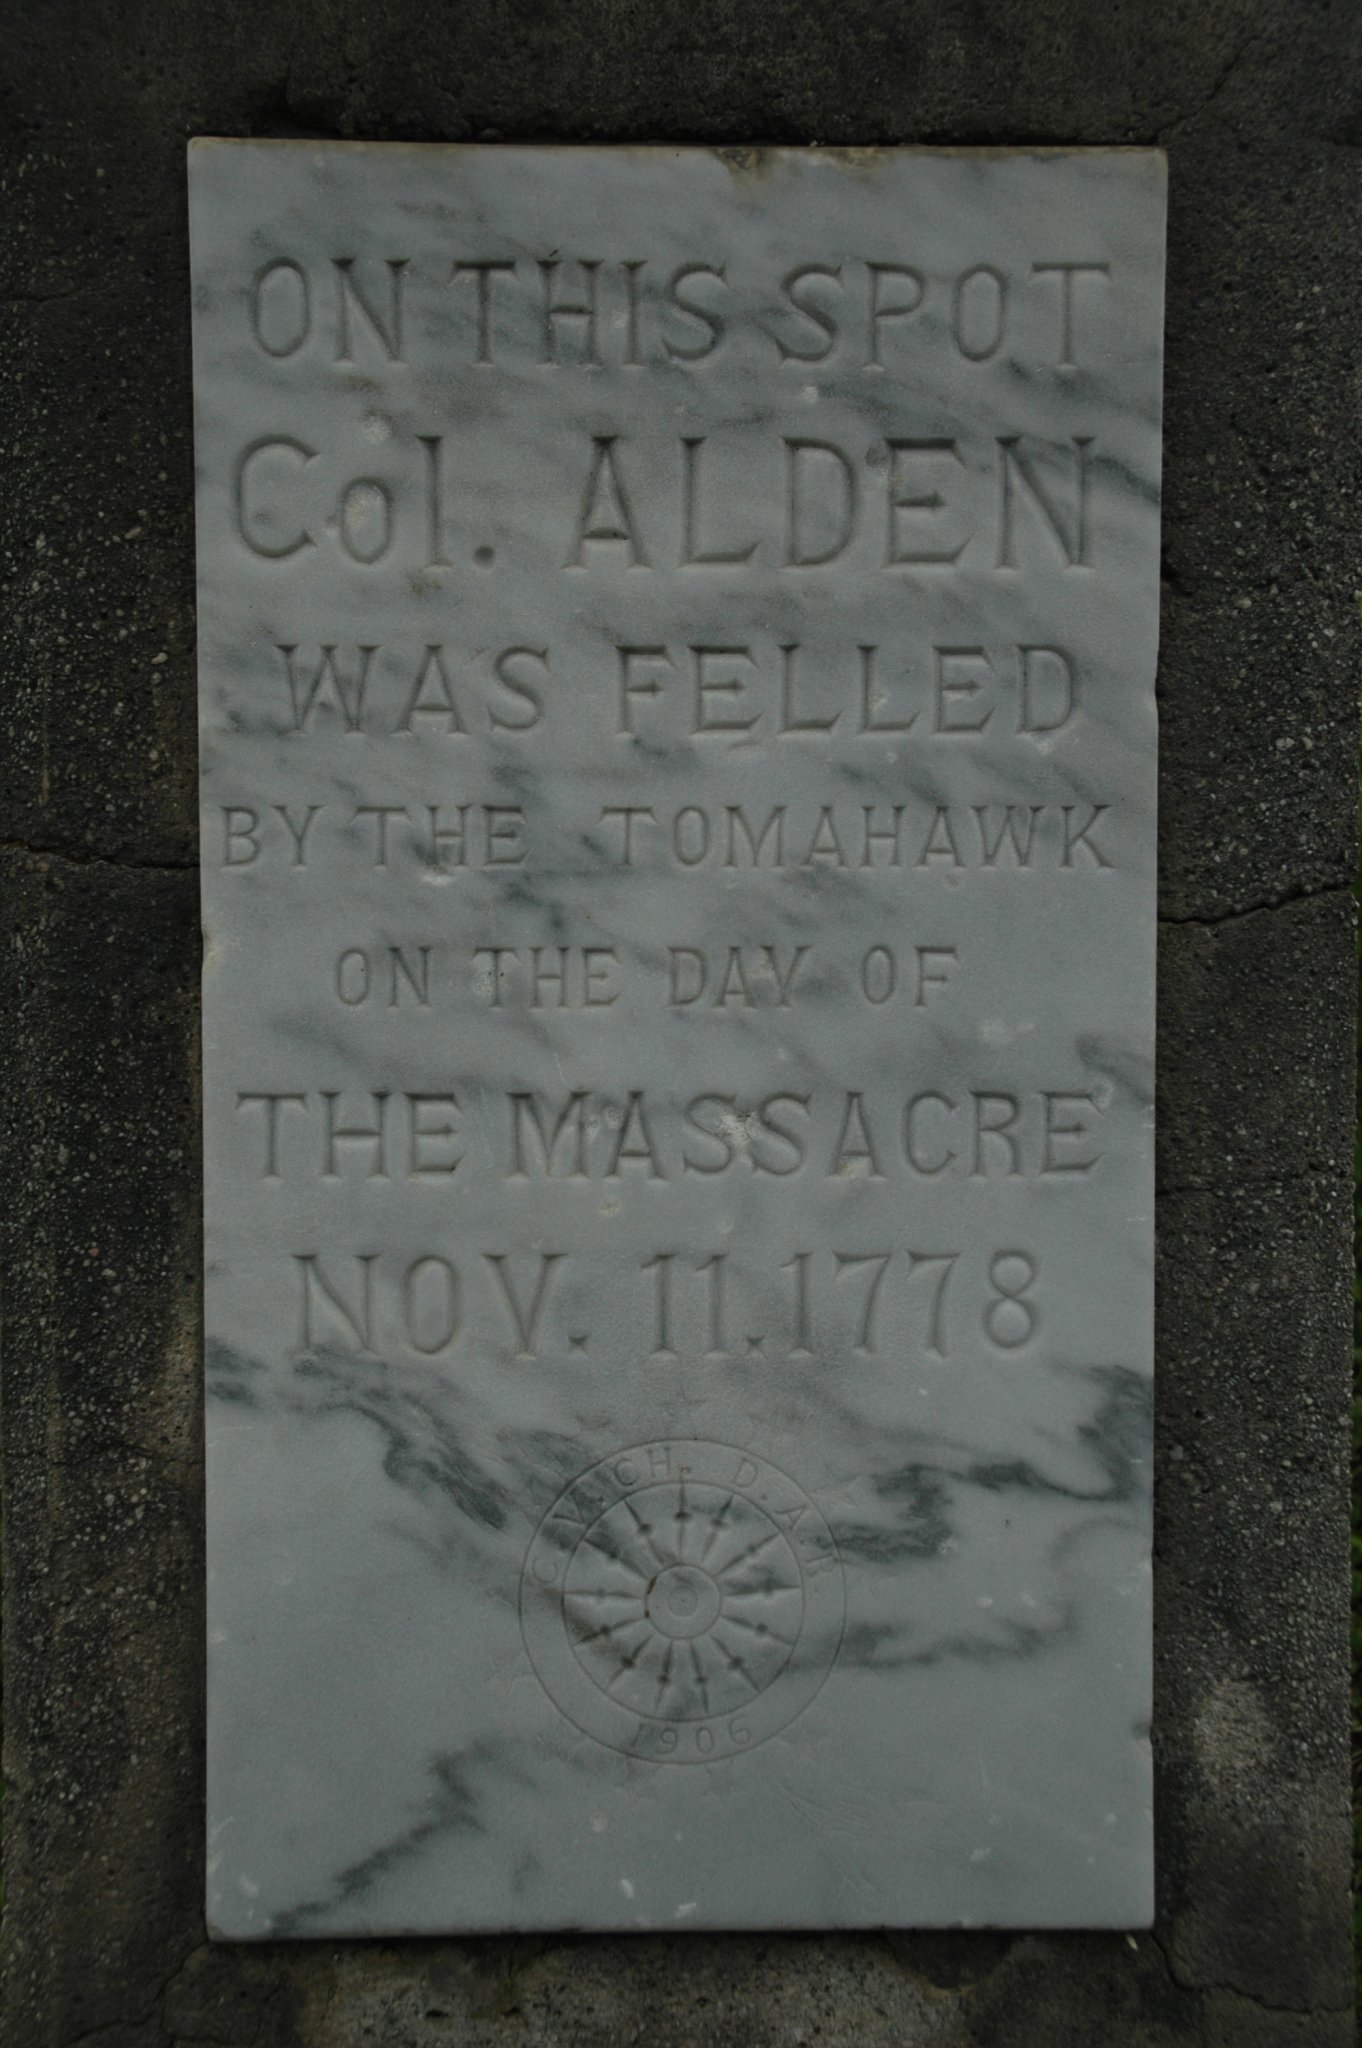 ON THIS SPOT
Col. ALDEN
WAS FELLED
BY THE TOMAHAWK
ON THE DAY OF
THE MASSACRE
NOV. 11. 1778
C. V. CH. D. A. R.
1906